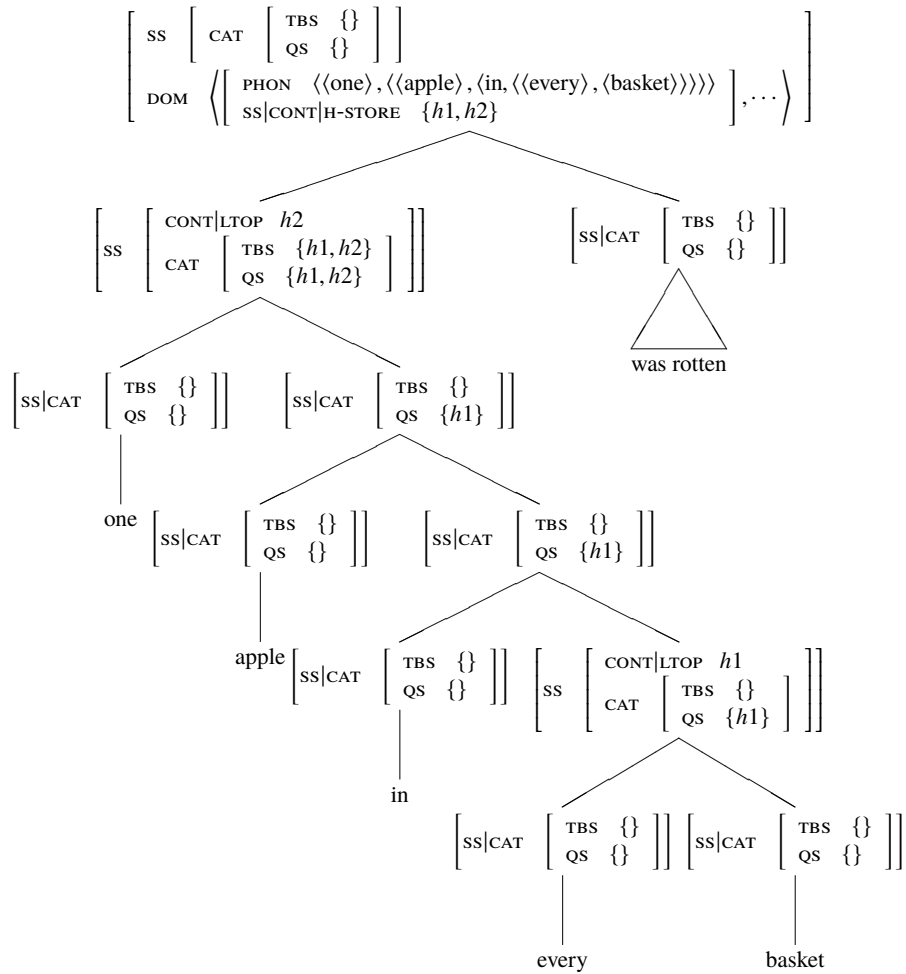 SS [ CAT [ TBS {} QS {} ] ]
DOM ⟨ [ PHON ⟨⟨one⟩ , ⟨⟨apple⟩ , ⟨in, ⟨⟨every⟩ , ⟨basket⟩⟩⟩⟩⟩
SS|CONT|H-STORE {h1, h2} ] , ··· ⟩
CONT|LTOP h2
SS
CAT [ TBS {h1, h2}
QS {h1, h2} ]
[ SS|CAT [ TBS {}
QS {} ] ]
was rotten
[ SS|CAT [ TBS {}
QS {} ] ]
[ SS|CAT [ TBS {}
QS {h1} ] ]
one
[ SS|CAT [ TBS {}
QS {} ] ]
[ SS|CAT [ TBS {}
QS {h1} ] ]
apple
[ SS|CAT [ TBS {}
QS {} ] ]
CONT|LTOP h1
SS
CAT [ TBS {}
QS {h1} ]
in
[ SS|CAT [ TBS {}
QS {} ] ]
[ SS|CAT [ TBS {}
QS {} ] ]
every
basket